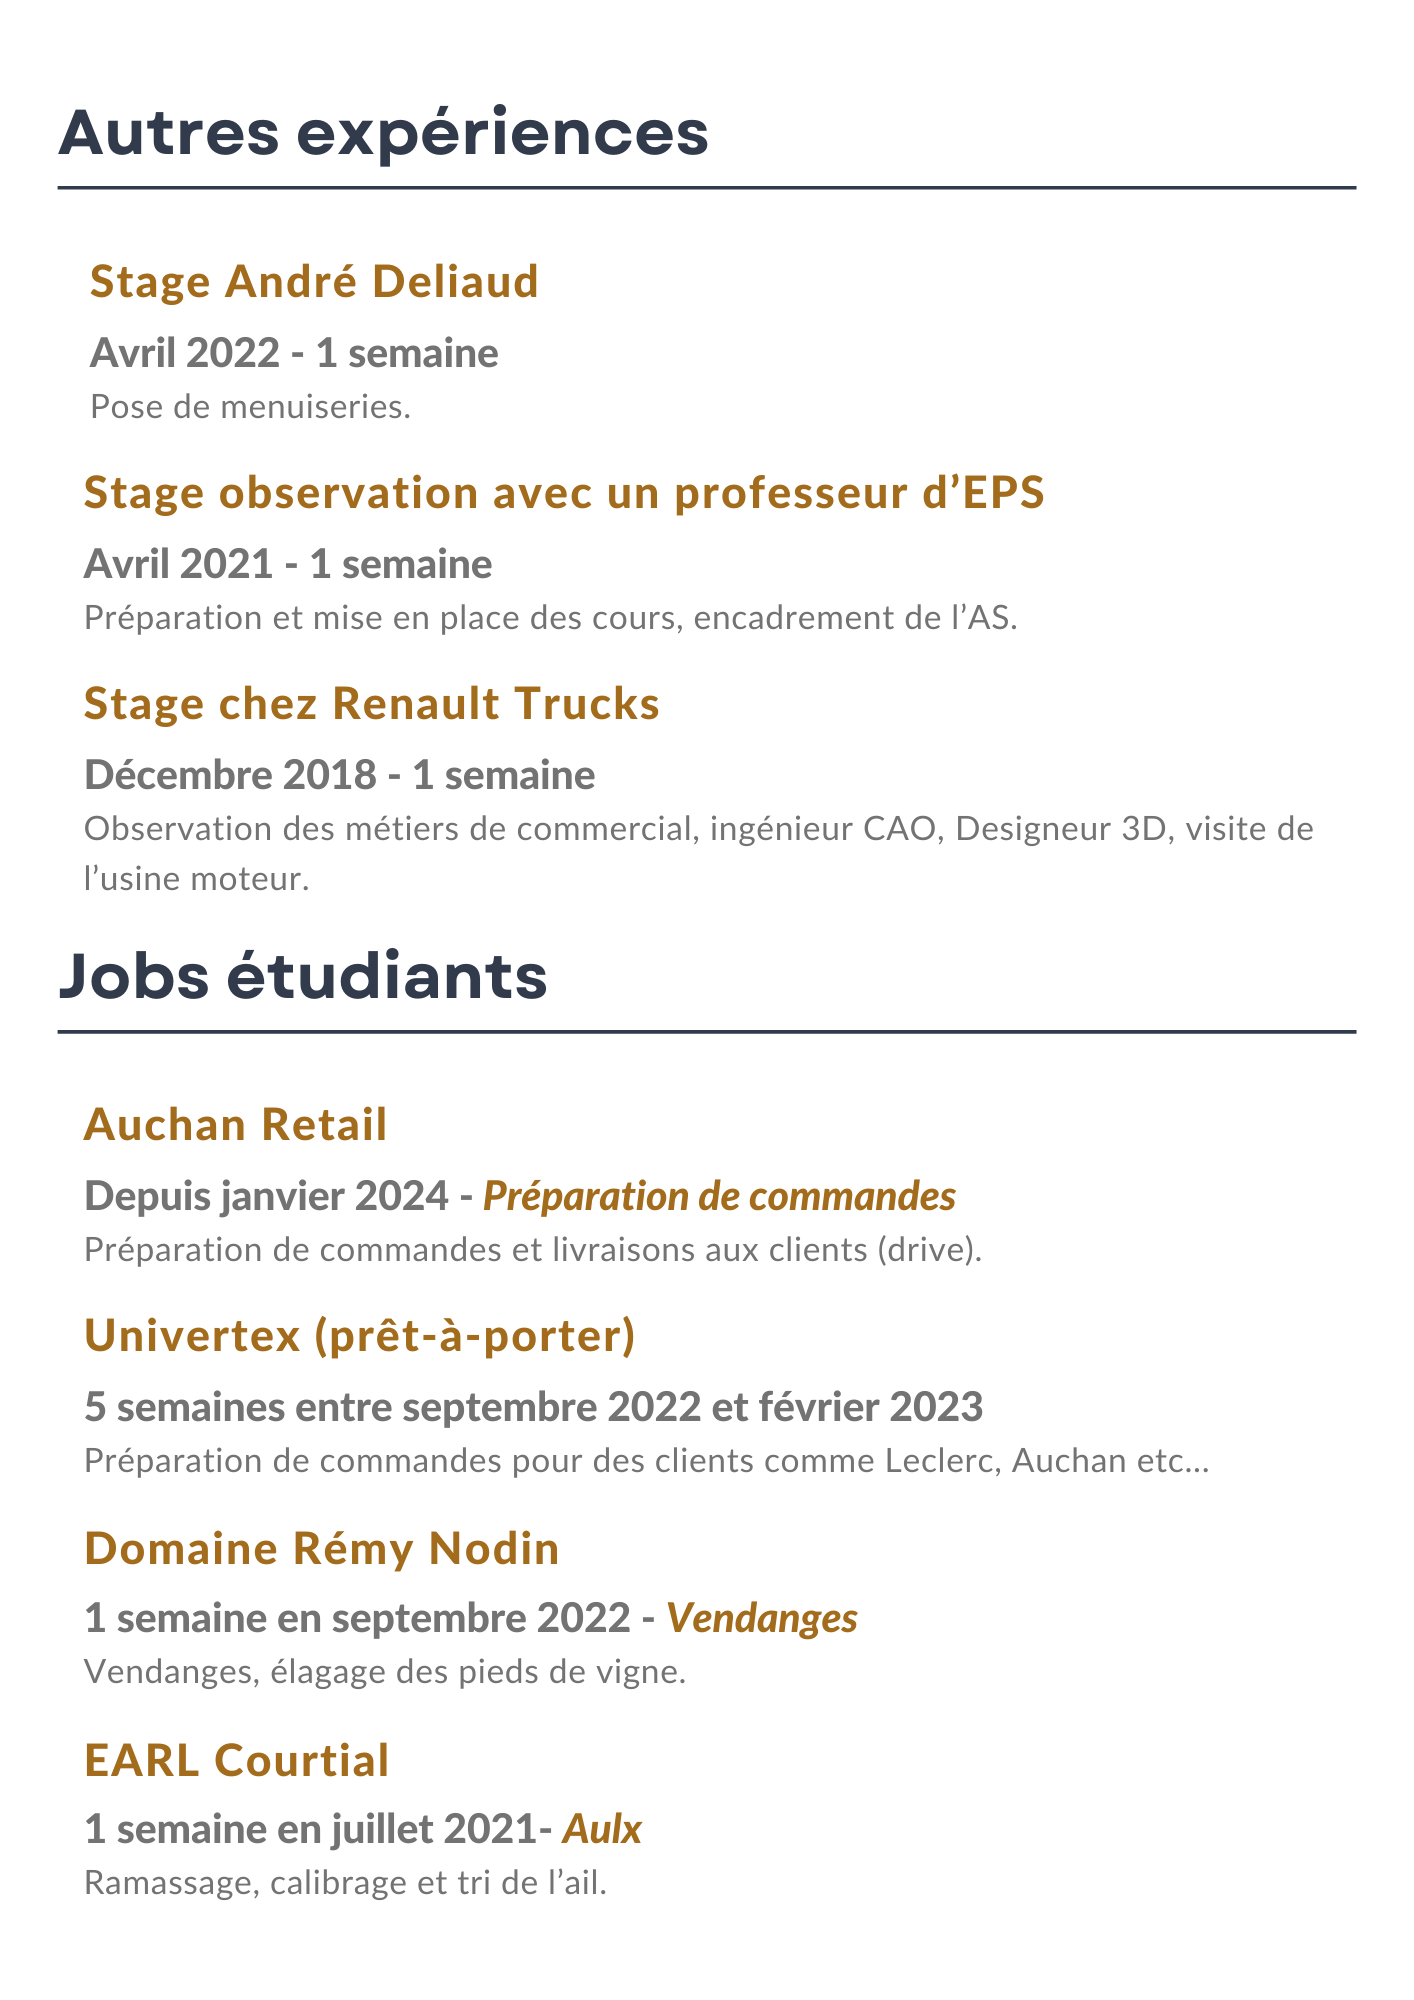 Autres expériences
Stage André Deliaud
Avril 2022 - 1 semaine
Pose de menuiseries.
Stage observation avec un professeur d’EPS
Avril 2021 - 1 semaine
Préparation et mise en place des cours, encadrement de l’AS.
Stage chez Renault Trucks
Décembre 2018 - 1 semaine
Observation des métiers de commercial, ingénieur CAO, Designeur 3D, visite de
l’usine moteur.
Jobs étudiants
Auchan Retail
Depuis janvier 2024 - Préparation de commandes
Préparation de commandes et livraisons aux clients (drive).
Univertex (prêt-à-porter)
5 semaines entre septembre 2022 et février 2023
Préparation de commandes pour des clients comme Leclerc, Auchan etc...
Domaine Rémy Nodin
1 semaine en septembre 2022 - Vendanges
Vendanges, élagage des pieds de vigne.
EARL Courtial
1 semaine en juillet 2021- Aulx
Ramassage, calibrage et tri de l’ail.